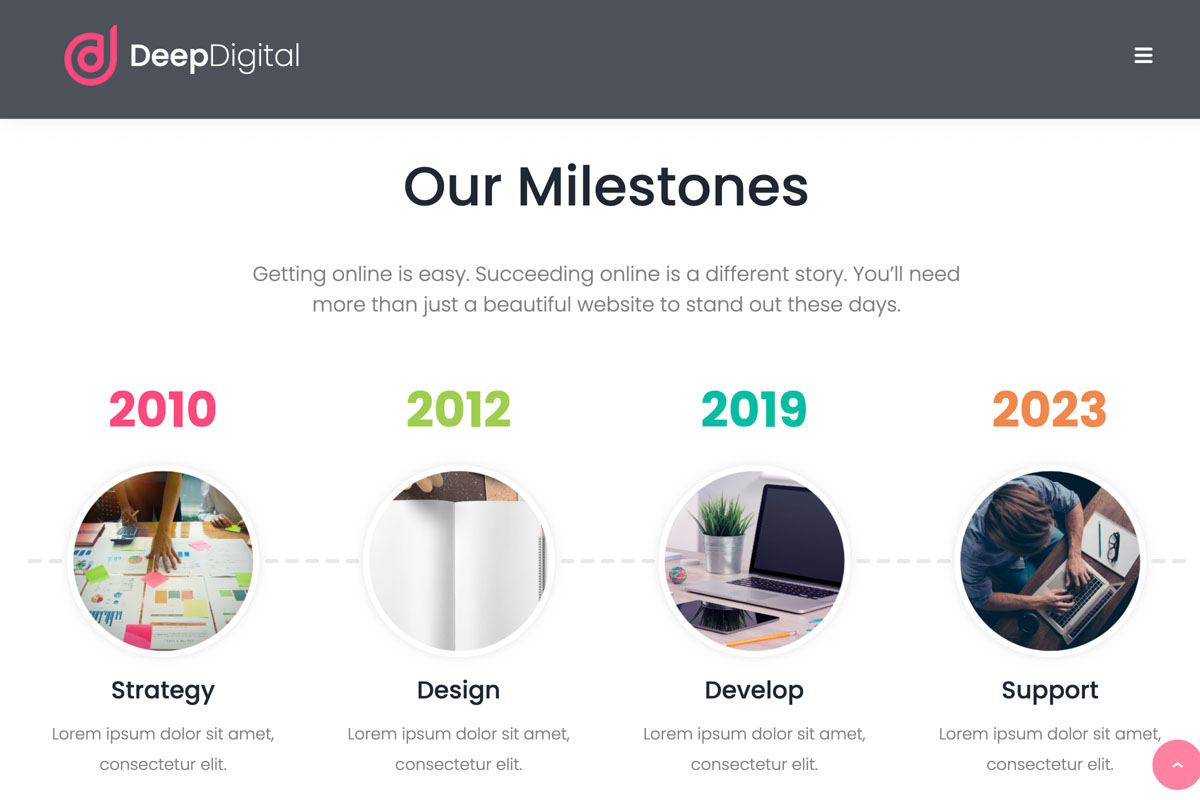 DeepDigital
Our Milestones
Getting online is easy. Succeeding online is a different story. You’ll need
more than just a beautiful website to stand out these days.
2010
2012
2019
2023
Strategy
Design
Develop
Support
Lorem ipsum dolor sit amet,
consectetur elit.
Lorem ipsum dolor sit amet,
consectetur elit.
Lorem ipsum dolor sit amet,
consectetur elit.
Lorem ipsum dolor sit amet,
consectetur elit.